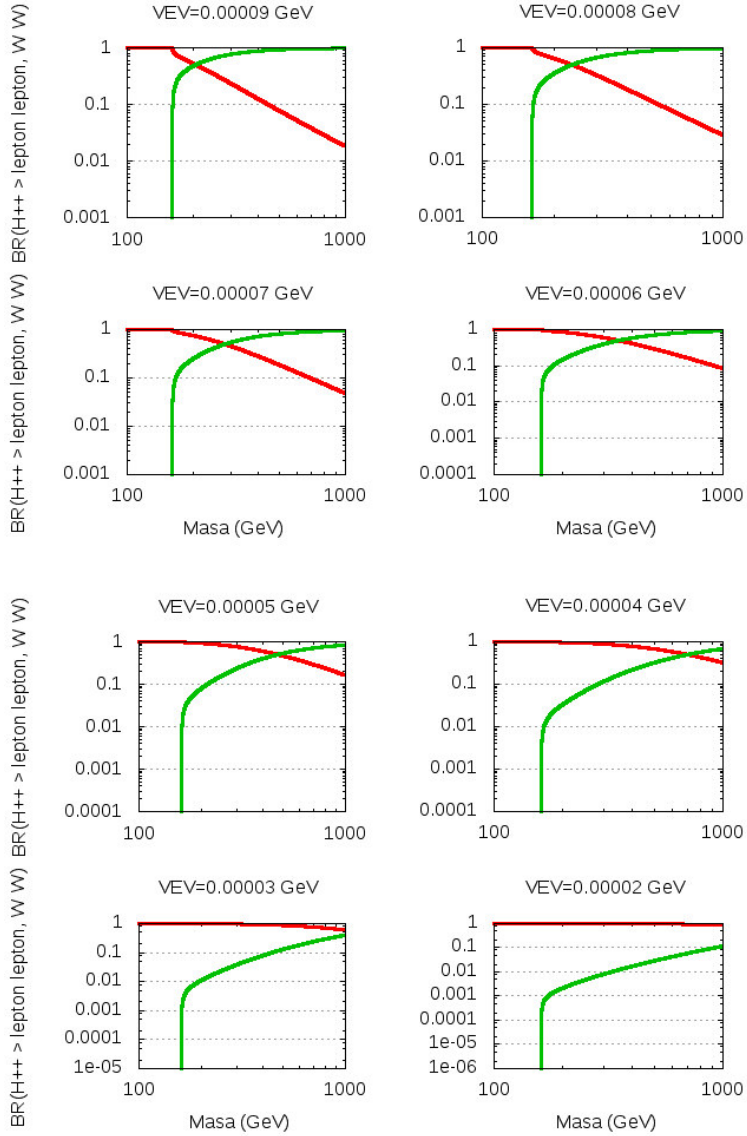 VEV=0.00009 GeV
VEV=0.00008 GeV
BR(H++ > lepton lepton, W W)
1
0.1
0.01
0.001
100
1000
1
0.1
0.01
0.001
100
1000
VEV=0.00007 GeV
VEV=0.00006 GeV
BR(H++ > lepton lepton, W W)
1
0.1
0.01
0.001
100
1000
Masa (GeV)
1
0.1
0.01
0.001
0.0001
100
1000
Masa (GeV)
VEV=0.00005 GeV
VEV=0.00004 GeV
BR(H++ > lepton lepton, W W)
1
0.1
0.01
0.001
0.0001
100
1000
1
0.1
0.01
0.001
0.0001
100
1000
VEV=0.00003 GeV
VEV=0.00002 GeV
BR(H++ > lepton lepton, W W)
1
0.1
0.01
0.001
0.0001
1e-05
100
1000
Masa (GeV)
1
0.1
0.01
0.001
0.0001
1e-05
1e-06
100
1000
Masa (GeV)